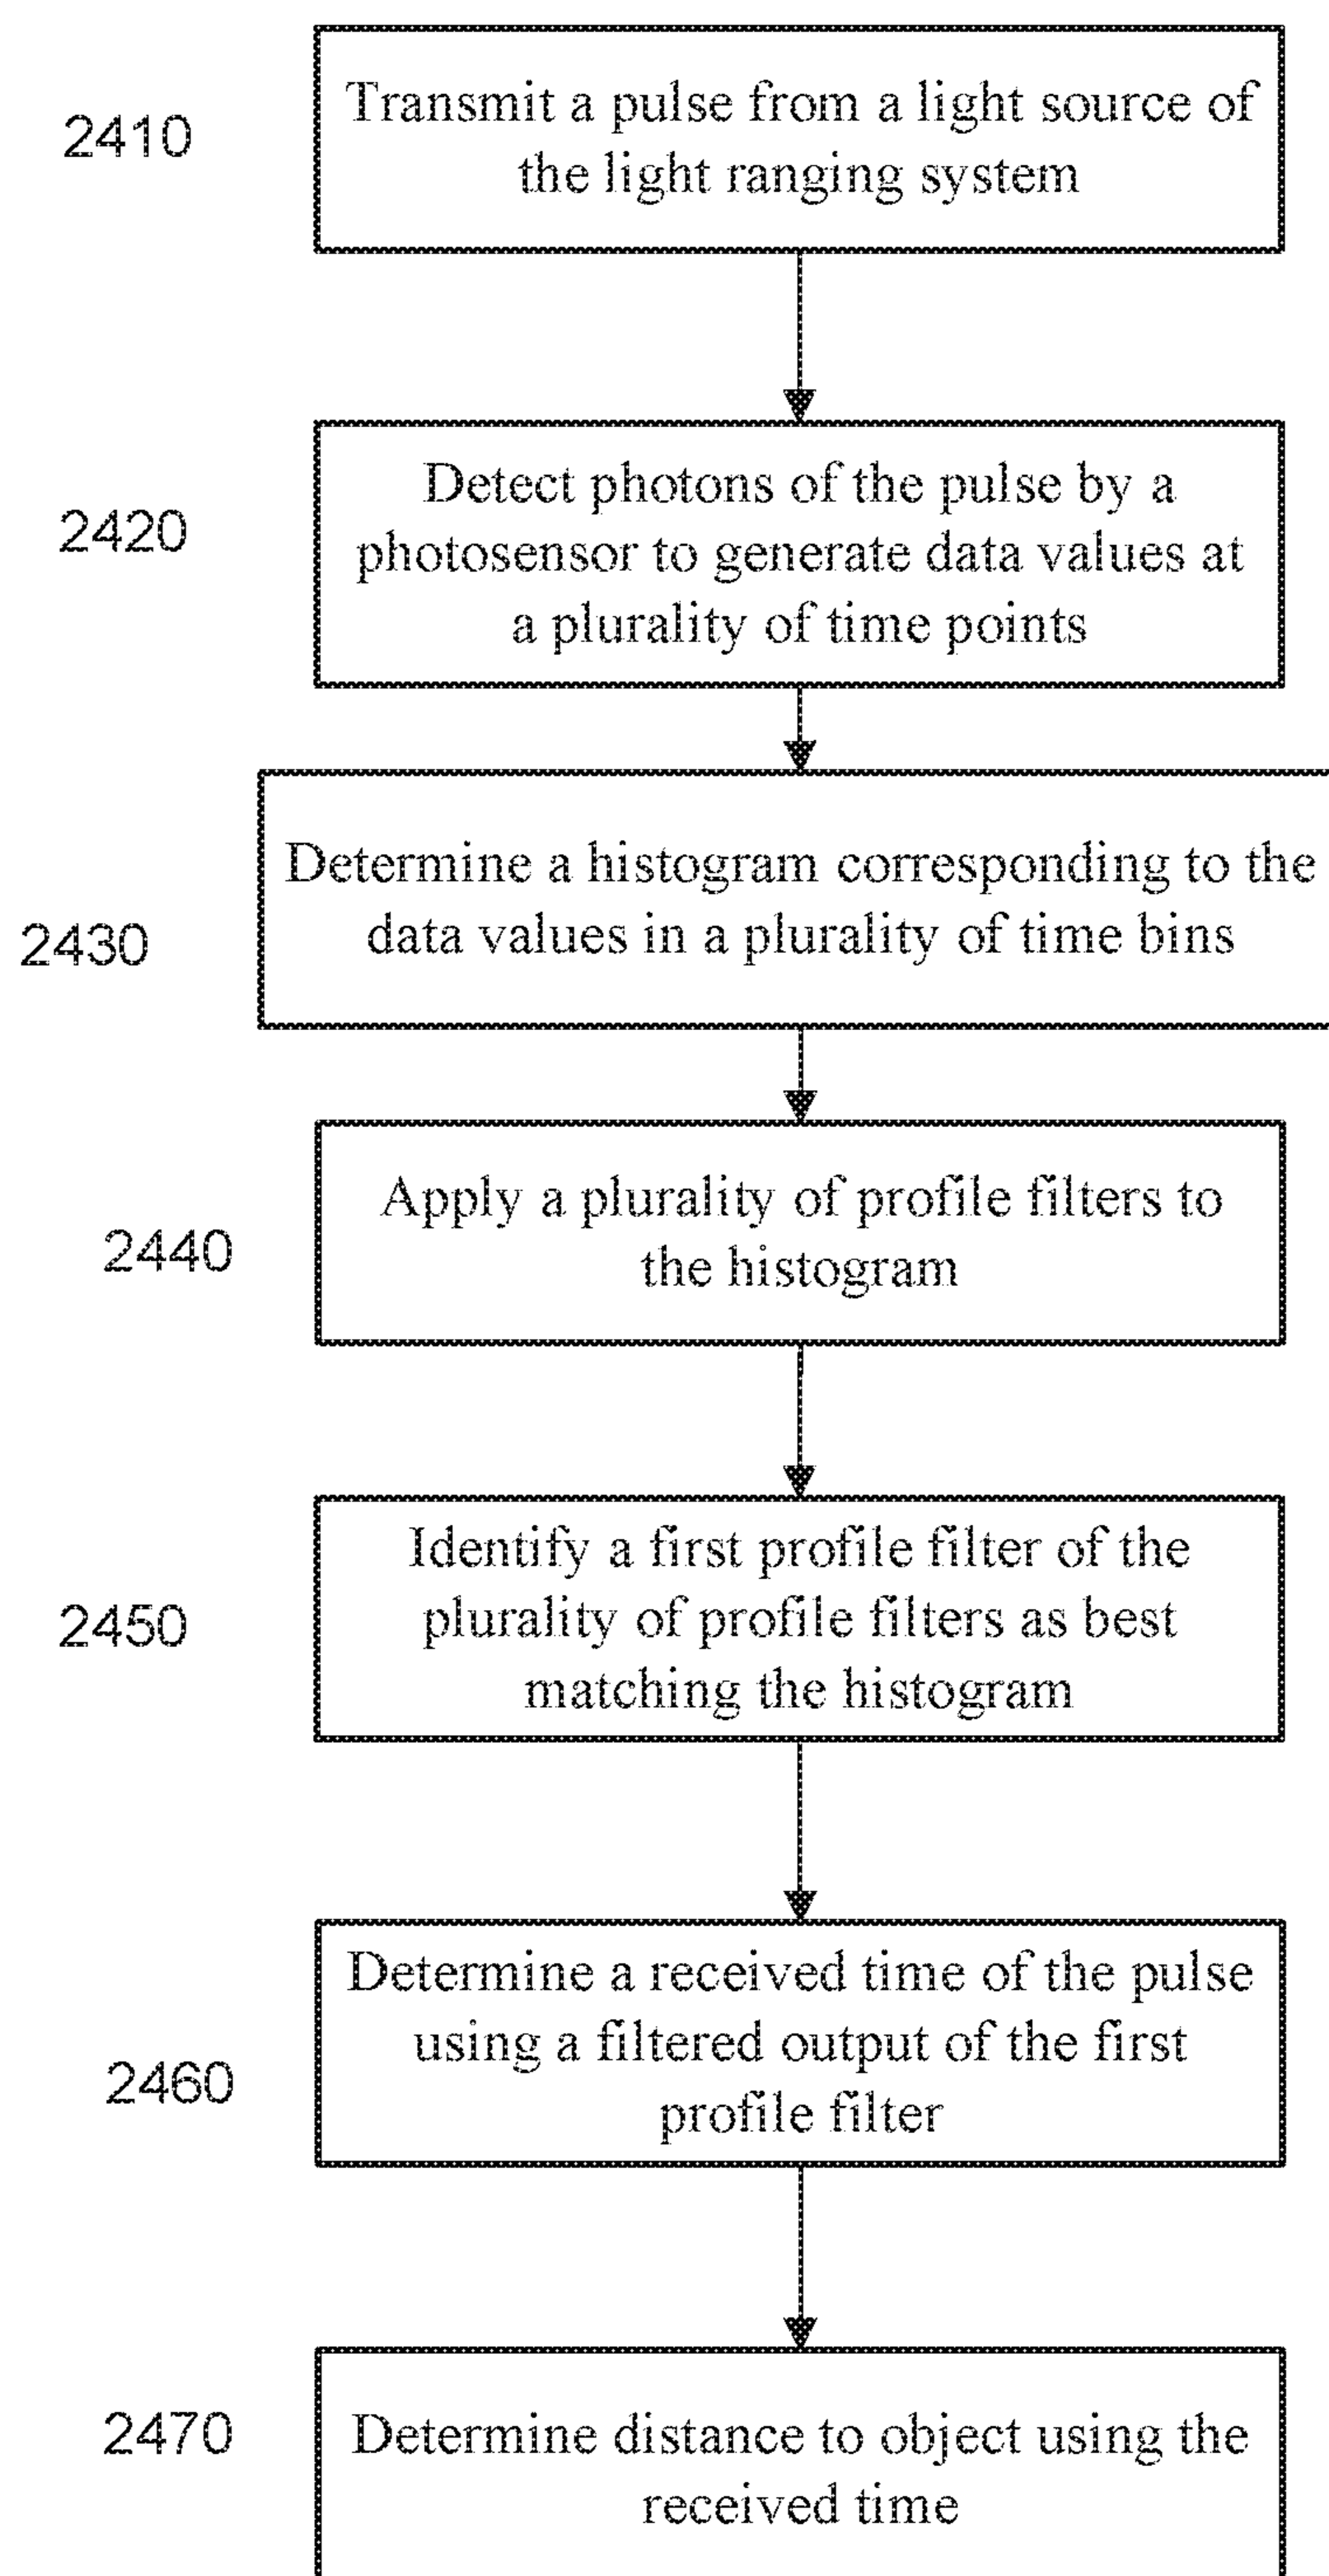 2410
Transmit a pulse from a light source of
the light ranging system
2420
Detect photons of the pulse by a
photosensor to generate data values at
a plurality of time points
2430
Determine a histogram corresponding to the
data values in a plurality of time bins
2440
Apply a plurality of profile filters to
the histogram
2450
Identify a first profile filter of the
plurality of profile filters as best
matching the histogram
2460
Determine a received time of the pulse
using a filtered output of the first
profile filter
2470
Determine distance to object using the
received time